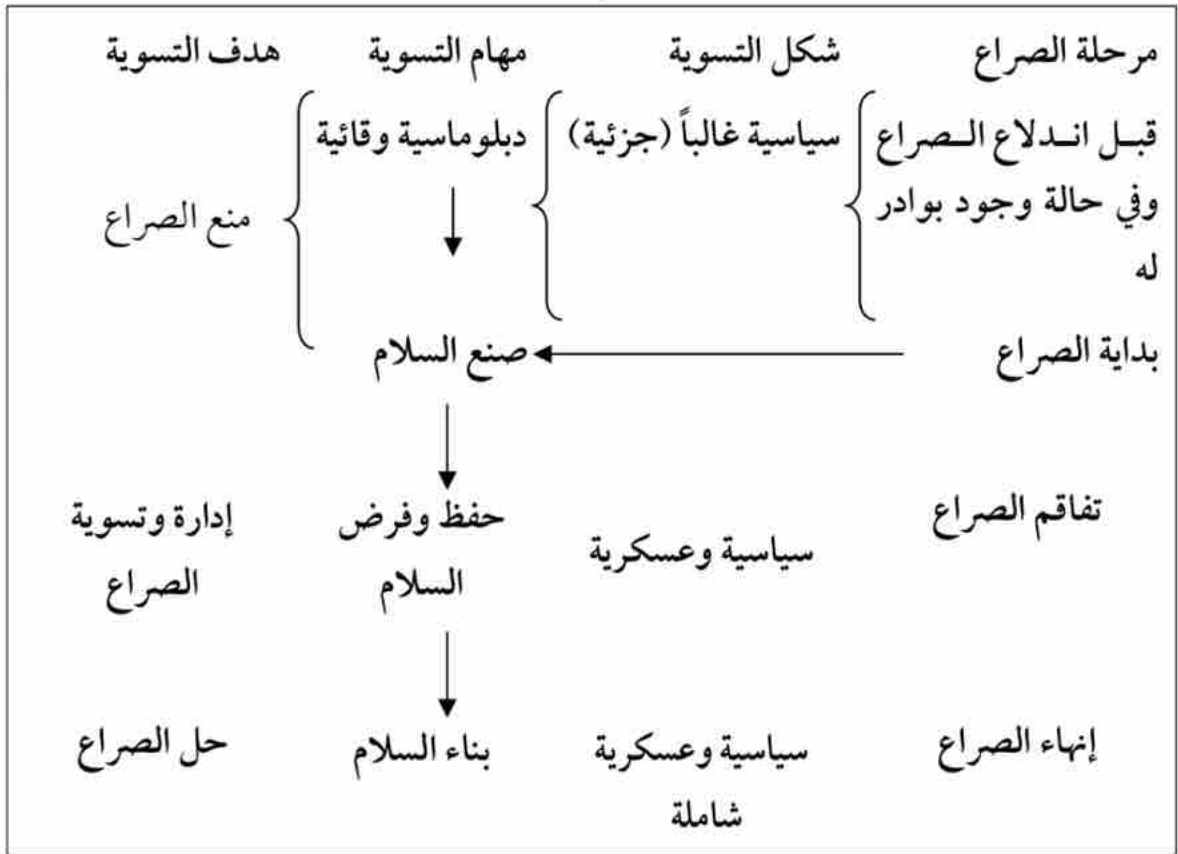 مرحلة الصراع شكل التسوية مهام التسوية هدف التسوية
قبل اندلاع الصراع سياسية غالباً (جزئية) دبلوماسية وقائية
وفي حالة وجود بوادر منع الصراع
له
بداية الصراع صنع السلام
تفاقم الصراع سياسية وعسكرية حفظ وفرض إدارة وتسوية
السلام الصراع
إنهاء الصراع سياسية وعسكرية بناء السلام حل الصراع
شاملة